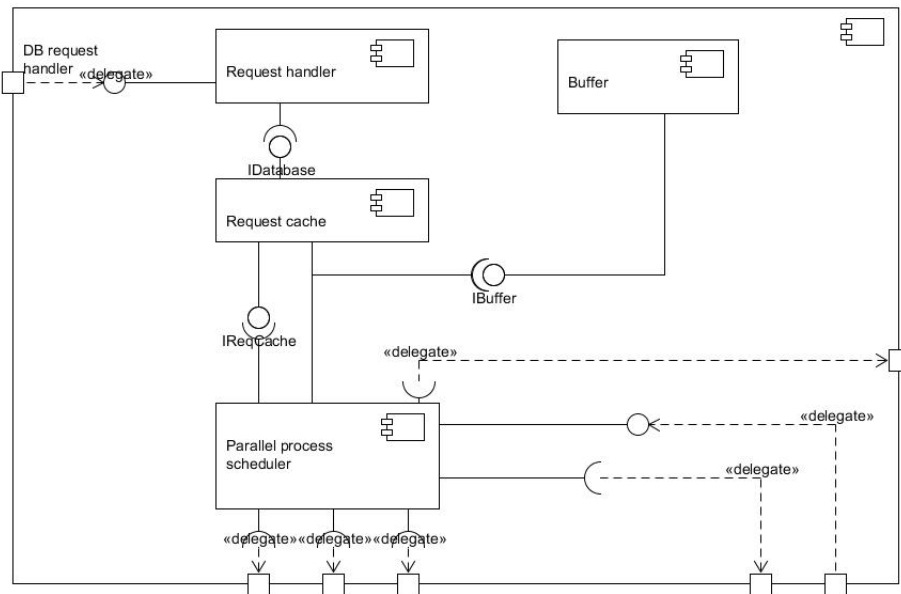 DB request
handler
«delegate»
Request handler
Buffer
IDatabase
Request cache
IBuffer
IReqCache
«delegate»
«delegate»
Parallel process
scheduler
«delegate»
«delegate» «delegate» «delegate»